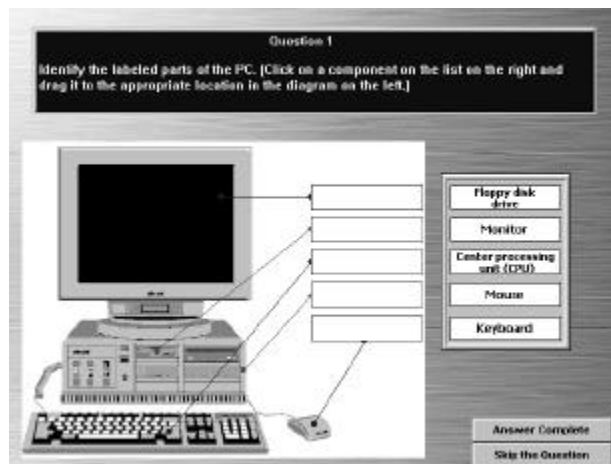 Question 1
Identify the labeled parts of the PC. [Click on a component on the list on the right and
drag it to the appropriate location in the diagram on the left.]
Floppy disk
drive
Monitor
Center processing
unit (CPU)
Mouse
Keyboard
Answer Complete
Skip the Question